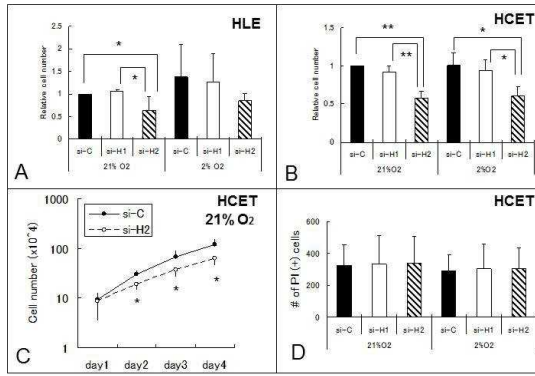 HLE
Relative cell number
2.5
2
1.5
1
0.5
0
* *
si-C si-H1 si-H2 si-C si-H1 si-H2
21% O2 2% O2
A
HCET
Relative cell number
1.5
1
0.5
0
** ** * *
si-C si-H1 si-H2 si-C si-H1 si-H2
21%O2 2%O2
B
HCET
21% O2
si-C
si-H2
Cell number (x10^4)
1000
100
10
1
* * *
day1 day2 day3 day4
C
HCET
# of PI (+) cells
600
400
200
0
si-C si-H1 si-H2 si-C si-H1 si-H2
21%O2 2%O2
D